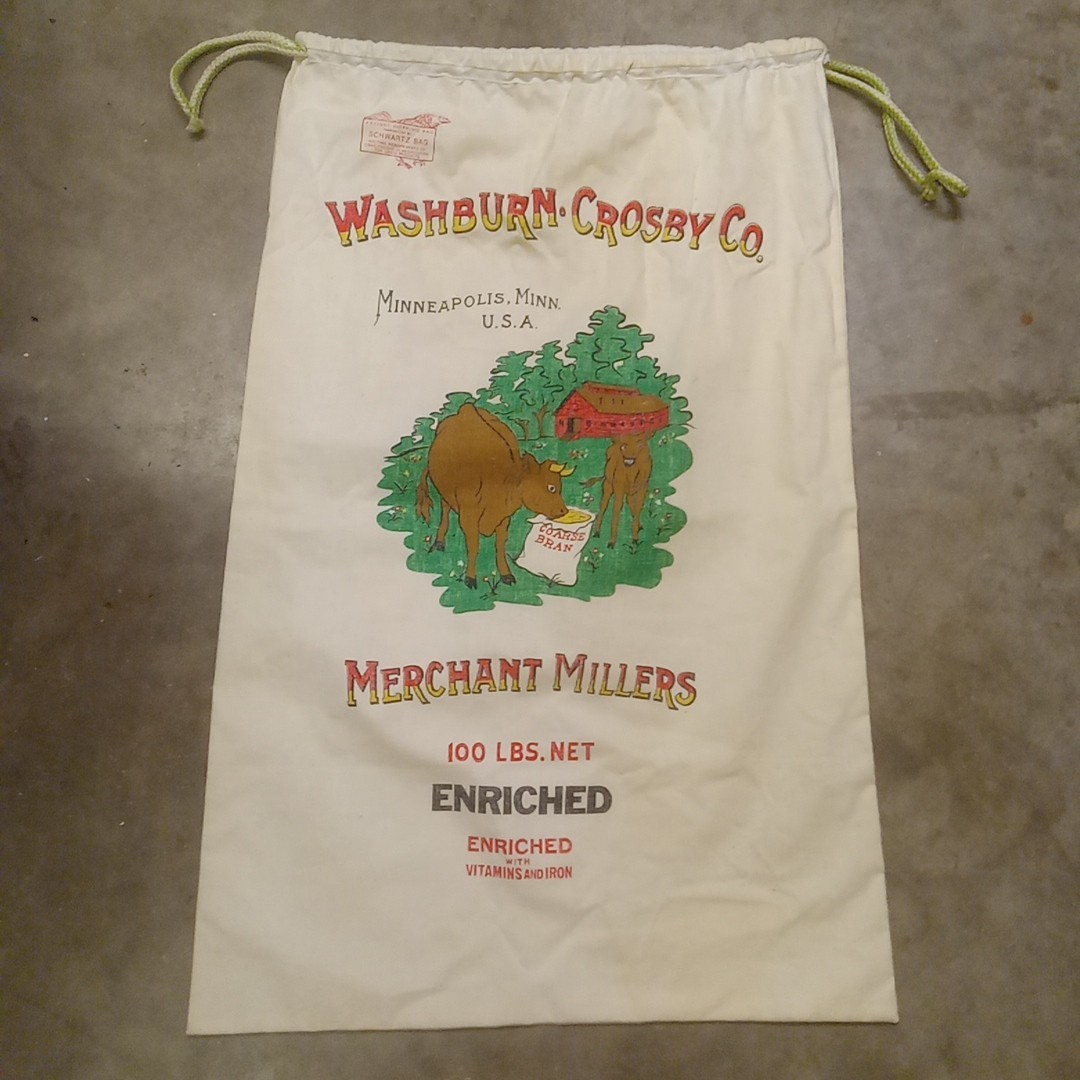 SCHWARTZ BAG
WASHBURN·CROSBY CO.
MINNEAPOLIS, MINN.
U.S.A.
COARSE
BRAN
MERCHANT MILLERS
100 LBS. NET
ENRICHED
ENRICHED
WITH
VITAMINS AND IRON